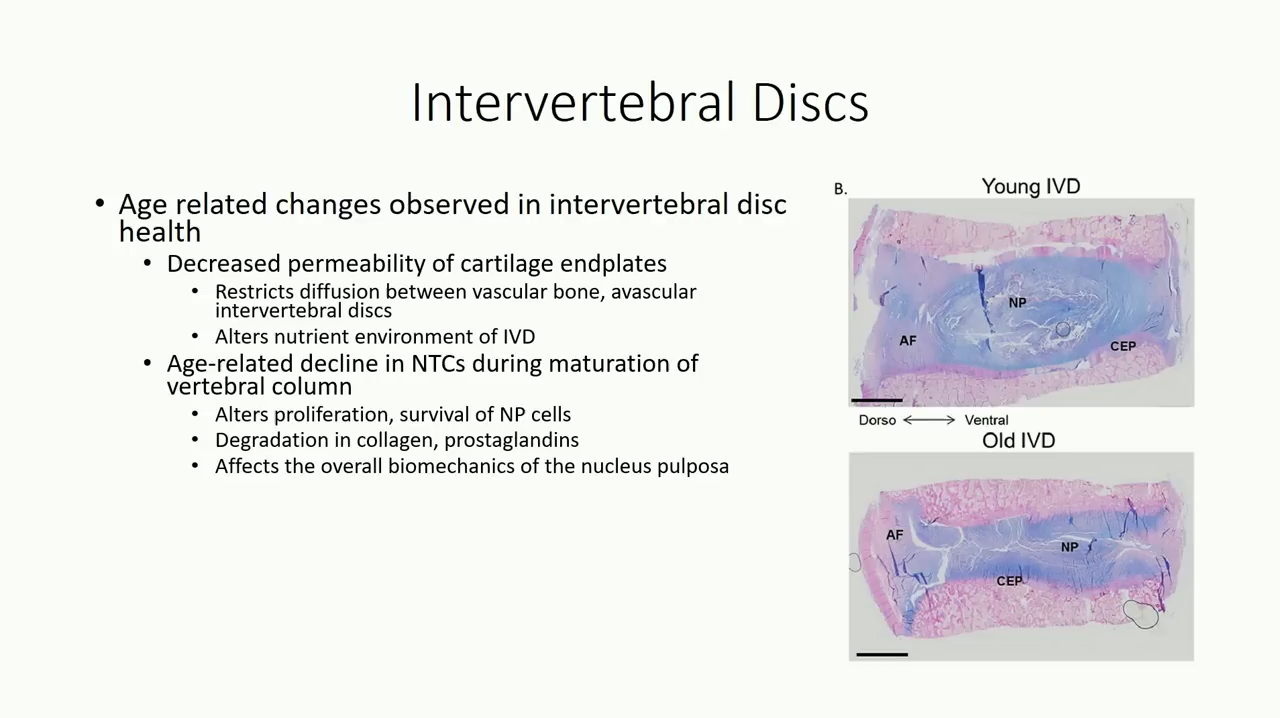 Intervertebral Discs
• Age related changes observed in intervertebral disc
health
• Decreased permeability of cartilage endplates
• Restricts diffusion between vascular bone, avascular
intervertebral discs
• Alters nutrient environment of IVD
• Age-related decline in NTCs during maturation of
vertebral column
• Alters proliferation, survival of NP cells
• Degradation in collagen, prostaglandins
• Affects the overall biomechanics of the nucleus pulposa
B.
Young IVD
NP
AF
CEP
Dorso Ventral
Old IVD
AF
NP
CEP